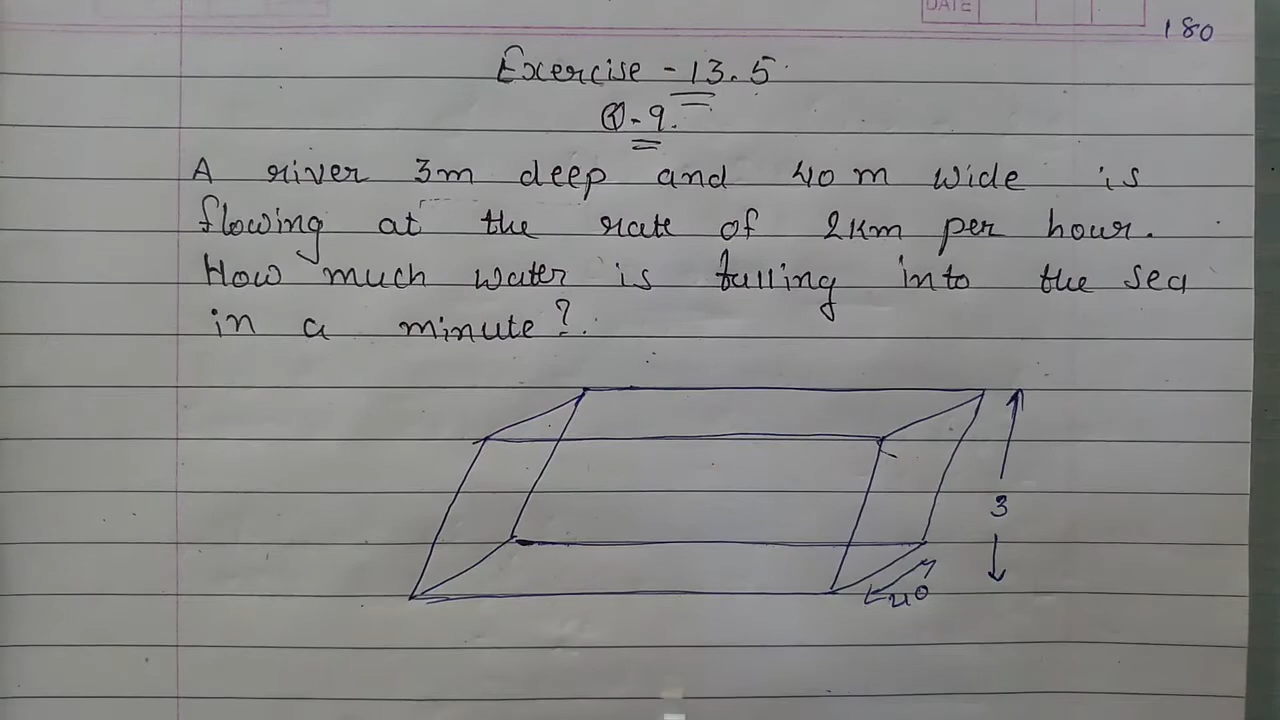 DATE
180
Exercise - 13.5
Q-9.
A river 3m deep and 40 m wide is
flowing at the rate of 2Km per hour.
How much water is falling into the sea
in a minute?
3
40